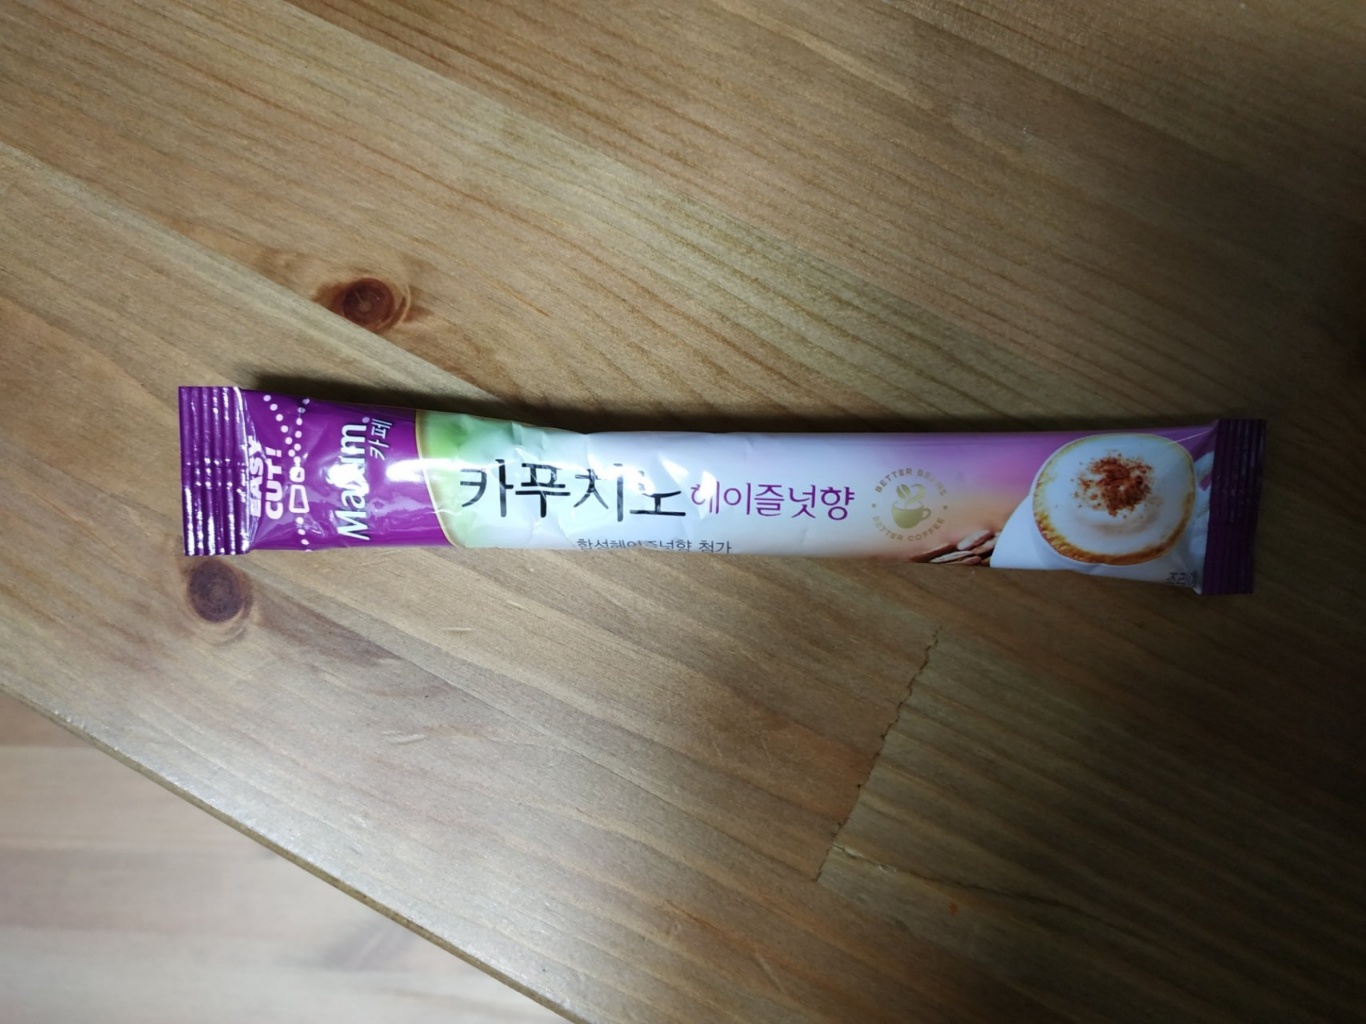 EASY
CUT!
Maxim.
카페
카푸치노 헤이즐넛향
합성헤이즐넛향 첨가
BETTER BEANS
BETTER COFFEE